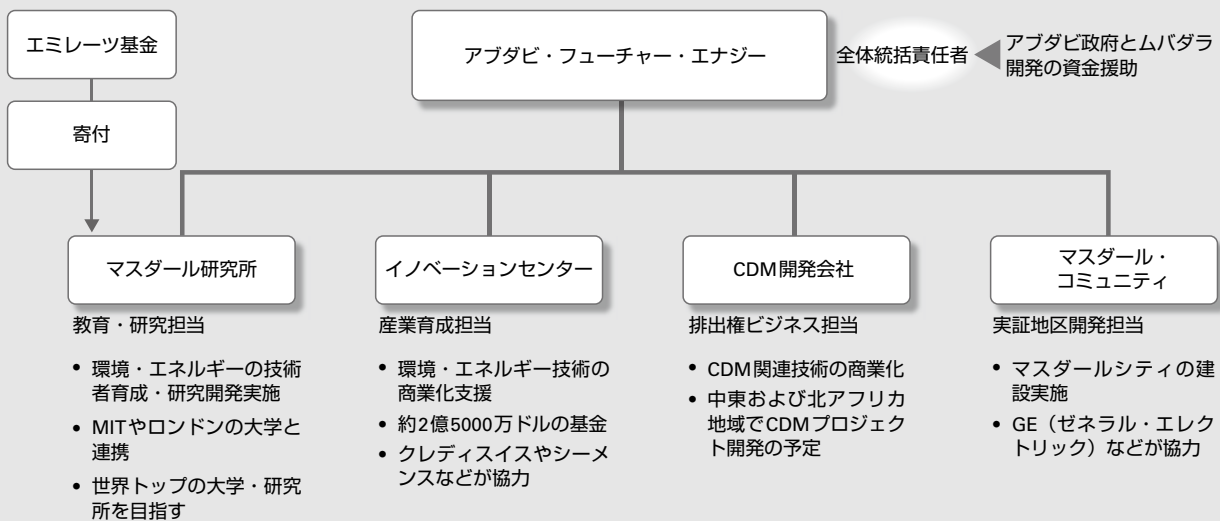 エミレーツ基金
寄付
アブダビ・フューチャー・エナジー
全体統括責任者
アブダビ政府とムバダラ
開発の資金援助
マスダール研究所
教育・研究担当
• 環境・エネルギーの技術
者育成・研究開発実施
• MITやロンドンの大学と
連携
• 世界トップの大学・研究
所を目指す
イノベーションセンター
産業育成担当
• 環境・エネルギー技術の
商業化支援
• 約2億5000万ドルの基金
• クレディスイスやシーメ
ンスなどが協力
CDM開発会社
排出権ビジネス担当
• CDM関連技術の商業化
• 中東および北アフリカ
地域でCDMプロジェク
ト開発の予定
マスダール・
コミュニティ
実証地区開発担当
• マスダールシティの建
設実施
• GE（ゼネラル・エレク
トリック）などが協力